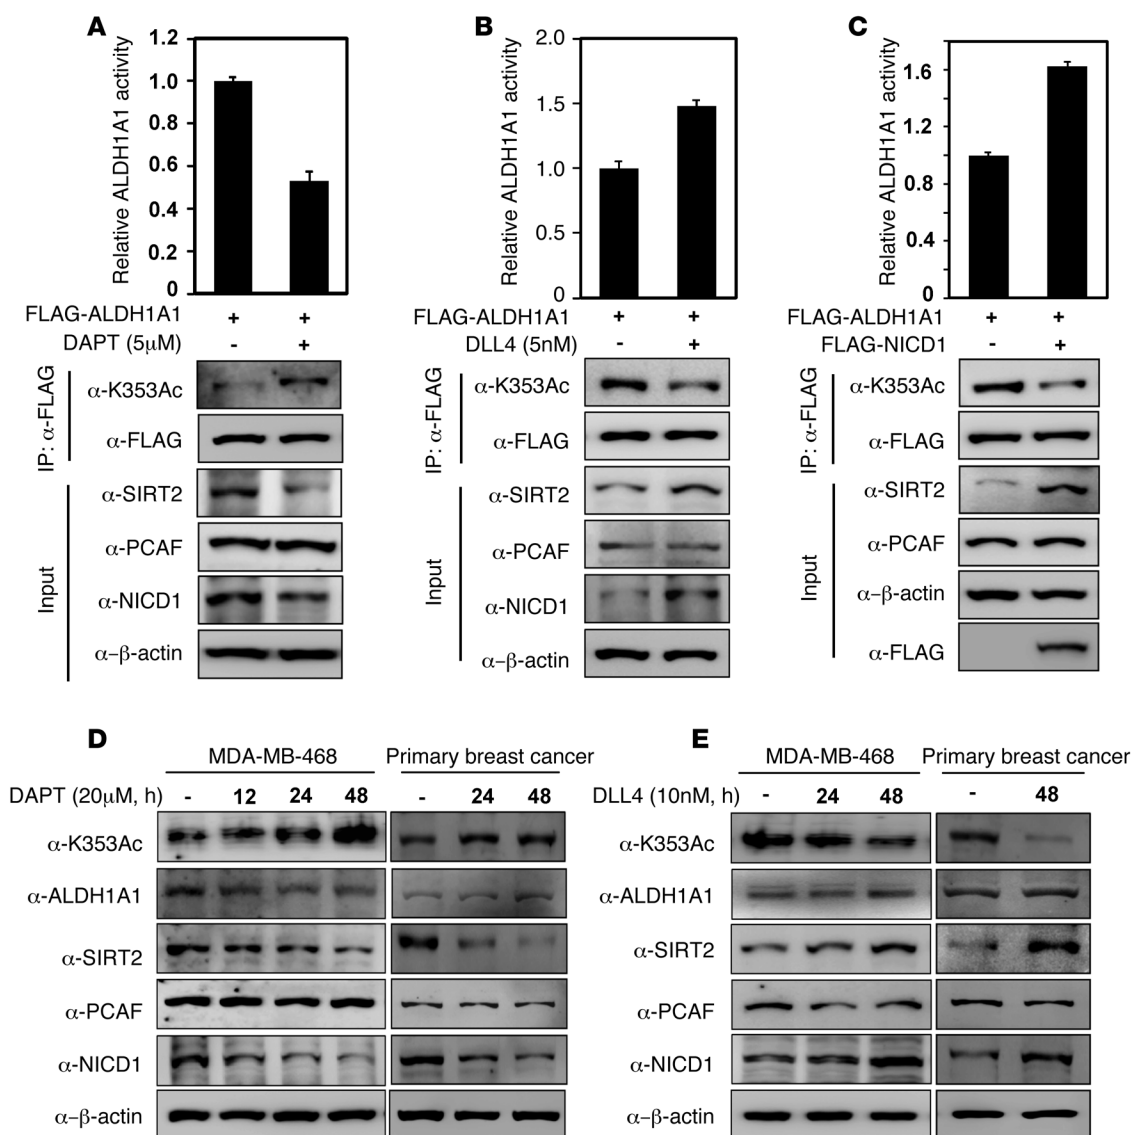 A
Relative ALDH1A1 activity
1.2
1.0
0.8
0.6
0.4
0.2
0
FLAG-ALDH1A1 + +
DAPT (5μM) - +
IP: α-FLAG
α-K353Ac
α-FLAG
Input
α-SIRT2
α-PCAF
α-NICD1
α-β-actin
B
Relative ALDH1A1 activity
2.0
1.5
1.0
0.5
0
FLAG-ALDH1A1 + +
DLL4 (5nM) - +
IP: α-FLAG
α-K353Ac
α-FLAG
Input
α-SIRT2
α-PCAF
α-NICD1
α-β-actin
C
Relative ALDH1A1 activity
1.6
1.2
0.8
0.4
0
FLAG-ALDH1A1 + +
FLAG-NICD1 - +
IP: α-FLAG
α-K353Ac
α-FLAG
Input
α-SIRT2
α-PCAF
α-β-actin
α-FLAG
D
MDA-MB-468 Primary breast cancer
DAPT (20μM, h) - 12 24 48 - 24 48
α-K353Ac
α-ALDH1A1
α-SIRT2
α-PCAF
α-NICD1
α-β-actin
E
MDA-MB-468 Primary breast cancer
DLL4 (10nM, h) - 24 48 - 48
α-K353Ac
α-ALDH1A1
α-SIRT2
α-PCAF
α-NICD1
α-β-actin